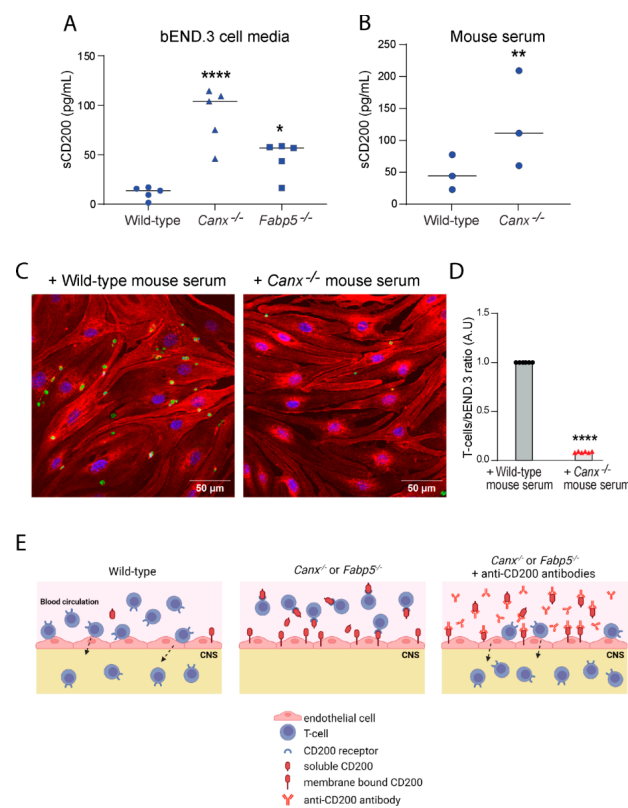 A
bEND.3 cell media
sCD200 (pg/mL)
150
100
50
0
****
*
Wild-type
Canx -/-
Fabp5 -/-
B
Mouse serum
sCD200 (pg/mL)
250
200
150
100
50
0
**
Wild-type
Canx -/-
C
+ Wild-type mouse serum
+ Canx -/- mouse serum
50 µm
50 µm
D
T-cells/bEND.3 ratio (A.U)
1.5
1.0
0.5
0.0
****
+ Wild-type
mouse serum
+ Canx -/-
mouse serum
E
Wild-type
Blood circulation
CNS
Canx-/- or Fabp5-/-
CNS
Canx-/- or Fabp5-/-
+ anti-CD200 antibodies
CNS
endothelial cell
T-cell
CD200 receptor
soluble CD200
membrane bound CD200
anti-CD200 antibody